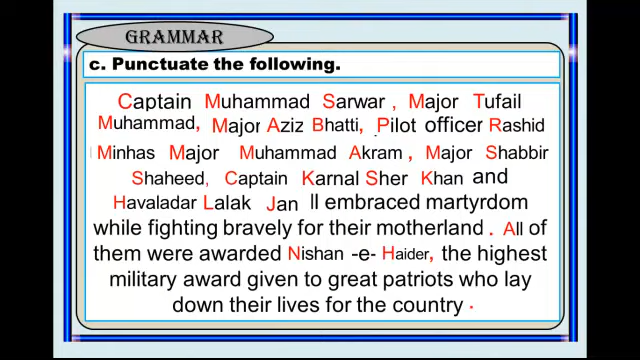 GRAMMAR
c. Punctuate the following.
Captain Muhammad Sarwar , Major Tufail
Muhammad, Major Aziz Bhatti, Pilot officer Rashid
Minhas Major Muhammad Akram , Major Shabbir
Shaheed, Captain Karnal Sher Khan and
Havaladar Lalak Jan ll embraced martyrdom
while fighting bravely for their motherland . All of
them were awarded Nishan -e- Haider, the highest
military award given to great patriots who lay
down their lives for the country .